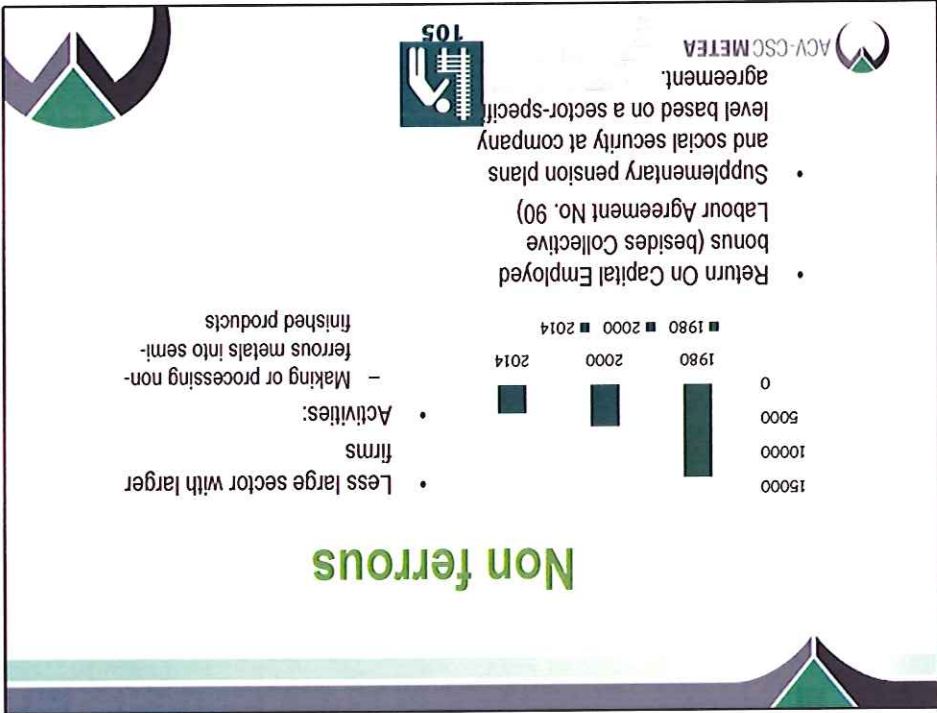 Non ferrous
15000
10000
5000
0
1980 2000 2014
■ 1980 ■ 2000 ■ 2014
• Less large sector with larger
firms
• Activities:
– Making or processing non-
ferrous metals into semi-
finished products
• Return On Capital Employed
bonus (besides Collective
Labour Agreement No. 90)
• Supplementary pension plans
and social security at company
level based on a sector-specific
agreement.
ACV-CSC METEA
105